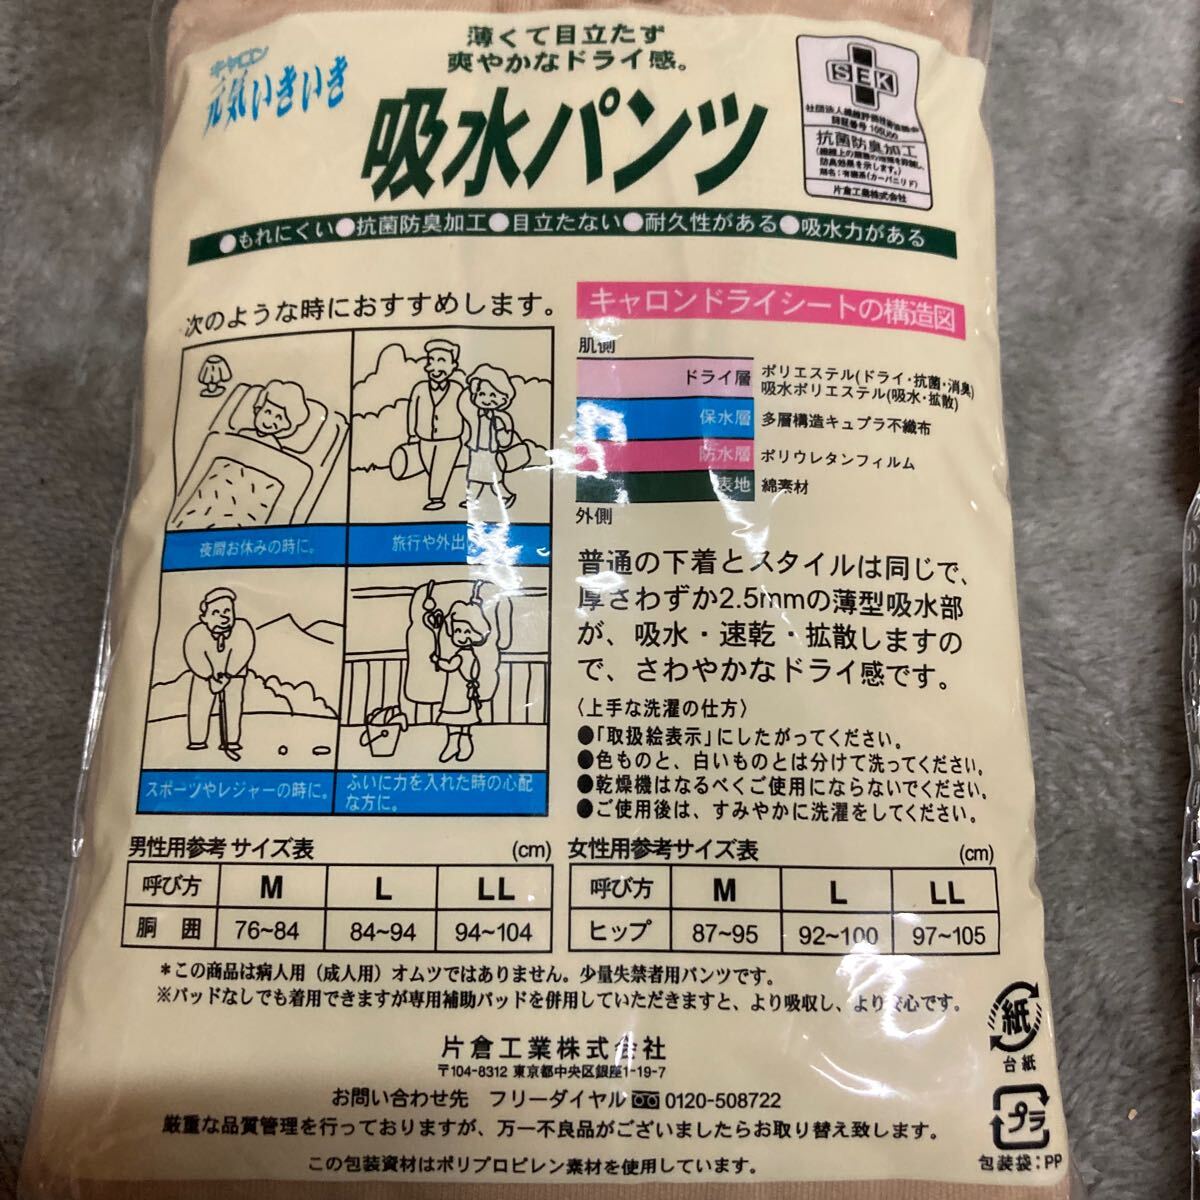 薄くて目立たず
爽やかなドライ感。
キャロン
元気いきいき
吸水パンツ
SEK
抗菌防臭加工
防臭効果を示します。)
片倉工業株式会社
●もれにくい●抗菌防臭加工●目立たない●耐久性がある●吸水力がある
次のような時におすすめします。
夜間お休みの時に。
旅行や外出
スポーツやレジャーの時に。
ふいに力を入れた時の心配
な方に。
キャロンドライシートの構造図
肌側
ドライ層 ポリエステル(ドライ・抗菌・消臭)
吸水ポリエステル(吸水・拡散)
保水層 多層構造キュプラ不織布
防水層 ポリウレタンフィルム
表地 綿素材
外側
普通の下着とスタイルは同じで、
厚さわずか2.5mmの薄型吸水部
が、吸水・速乾・拡散しますの
で、さわやかなドライ感です。
〈上手な洗濯の仕方〉
●「取扱絵表示」にしたがってください。
●色ものと、白いものとは分けて洗ってください。
●乾燥機はなるべくご使用にならないでください。
●ご使用後は、すみやかに洗濯をしてください。
男性用参考サイズ表 (cm)
呼び方 M L LL
胴囲 76~84 84~94 94~104
女性用参考サイズ表 (cm)
呼び方 M L LL
ヒップ 87~95 92~100 97~105
*この商品は病人用（成人用）オムツではありません。少量失禁者用パンツです。
※パッドなしでも着用できますが専用補助パッドを併用していただきますと、より吸収し、より安心です。
片倉工業株式会社
〒104-8312 東京都中央区銀座1-19-7
お問い合わせ先 フリーダイヤル 0120-508722
厳重な品質管理を行っておりますが、万一不良品がございましたらお取り替え致します。
この包装資材はポリプロピレン素材を使用しています。
紙
台紙
プラ
包装袋：PP